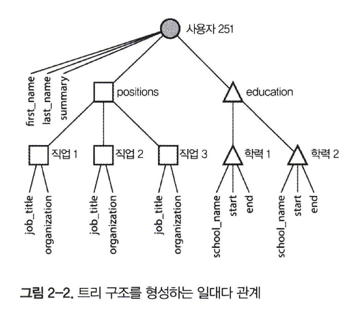 사용자 251
first_name
last_name
summary
positions
education
직업 1
직업 2
직업 3
학력 1
학력 2
job_title
organization
job_title
organization
job_title
organization
school_name
start
end
school_name
start
end
그림 2-2. 트리 구조를 형성하는 일대다 관계